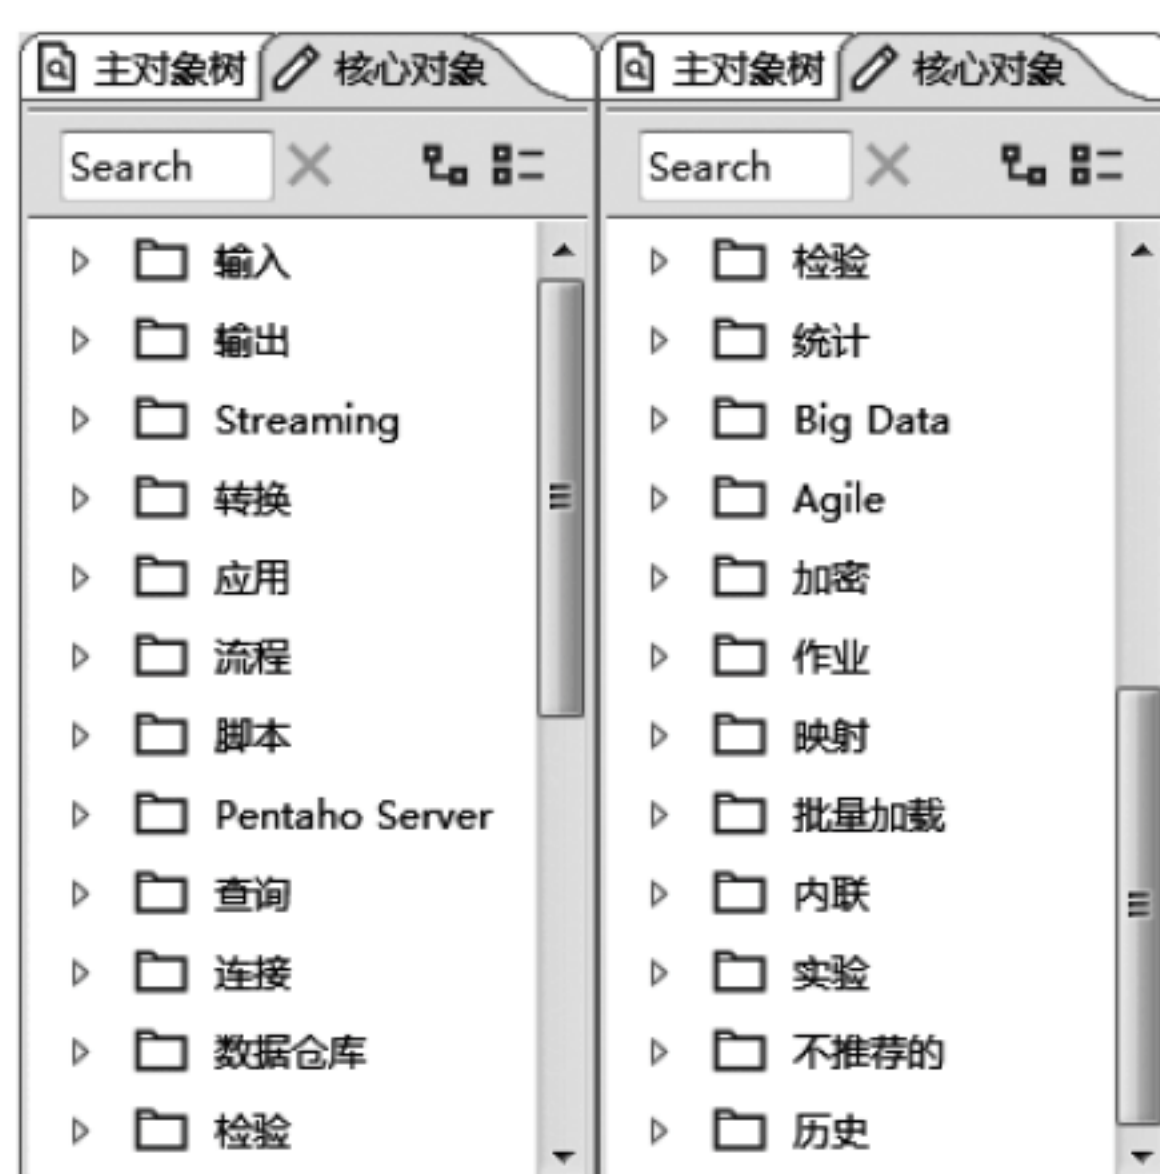 主对象树 核心对象
Search
输入
输出
Streaming
转换
应用
流程
脚本
Pentaho Server
查询
连接
数据仓库
检验
主对象树 核心对象
Search
检验
统计
Big Data
Agile
加密
作业
映射
批量加载
内联
实验
不推荐的
历史